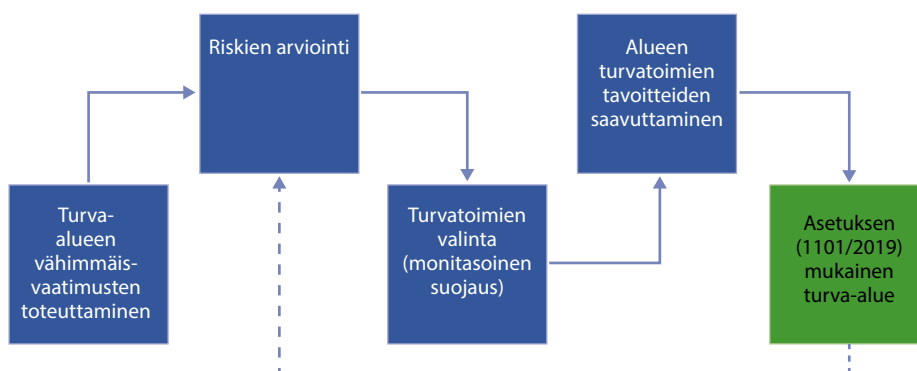 Turva-
alueen
vähimmäis-
vaatimusten
toteuttaminen
Riskien arviointi
Turvatoimien
valinta
(monitasoinen
suojaus)
Alueen
turvatoimien
tavoitteiden
saavuttaminen
Asetuksen
(1101/2019)
mukainen
turva-alue